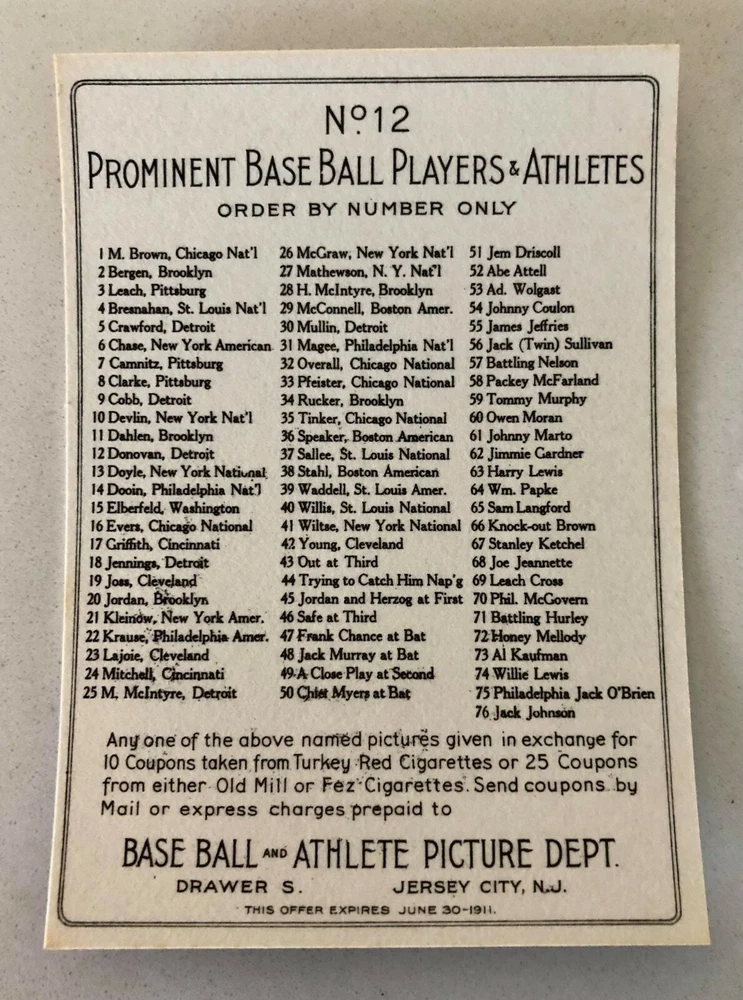 Nº 12
PROMINENT BASE BALL PLAYERS & ATHLETES
ORDER BY NUMBER ONLY
1 M. Brown, Chicago Nat'l
2 Bergen, Brooklyn
3 Leach, Pittsburg
4 Bresnahan, St. Louis Nat'l
5 Crawford, Detroit
6 Chase, New York American
7 Camnitz, Pittsburg
8 Clarke, Pittsburg
9 Cobb, Detroit
10 Devlin, New York Nat'l
11 Dahlen, Brooklyn
12 Donovan, Detroit
13 Doyle, New York National
14 Dooin, Philadelphia Nat'l
15 Elberfeld, Washington
16 Evers, Chicago National
17 Griffith, Cincinnati
18 Jennings, Detroit
19 Joss, Cleveland
20 Jordan, Brooklyn
21 Kleinow, New York Amer.
22 Krause, Philadelphia Amer.
23 Lajoie, Cleveland
24 Mitchell, Cincinnati
25 M. McIntyre, Detroit
26 McGraw, New York Nat'l
27 Mathewson, N. Y. Nat'l
28 H. McIntyre, Brooklyn
29 McConnell, Boston Amer.
30 Mullin, Detroit
31 Magee, Philadelphia Nat'l
32 Overall, Chicago National
33 Pfeister, Chicago National
34 Rucker, Brooklyn
35 Tinker, Chicago National
36 Speaker, Boston American
37 Sallee, St. Louis National
38 Stahl, Boston American
39 Waddell, St. Louis Amer.
40 Willis, St. Louis National
41 Wiltse, New York National
42 Young, Cleveland
43 Out at Third
44 Trying to Catch Him Nap'g
45 Jordan and Herzog at First
46 Safe at Third
47 Frank Chance at Bat
48 Jack Murray at Bat
49 A Close Play at Second
50 Chief Myers at Bat
51 Jem Driscoll
52 Abe Attell
53 Ad. Wolgast
54 Johnny Coulon
55 James Jeffries
56 Jack (Twin) Sullivan
57 Battling Nelson
58 Packey McFarland
59 Tommy Murphy
60 Owen Moran
61 Johnny Marto
62 Jimmie Gardner
63 Harry Lewis
64 Wm. Papke
65 Sam Langford
66 Knock-out Brown
67 Stanley Ketchel
68 Joe Jeannette
69 Leach Cross
70 Phil. McGovern
71 Battling Hurley
72 Honey Mellody
73 Al Kaufman
74 Willie Lewis
75 Philadelphia Jack O'Brien
76 Jack Johnson
Any one of the above named pictures given in exchange for
10 Coupons taken from Turkey Red Cigarettes or 25 Coupons
from either Old Mill or Fez Cigarettes. Send coupons by
Mail or express charges prepaid to
BASE BALL AND ATHLETE PICTURE DEPT.
DRAWER S. JERSEY CITY, N.J.
THIS OFFER EXPIRES JUNE 30-1911.